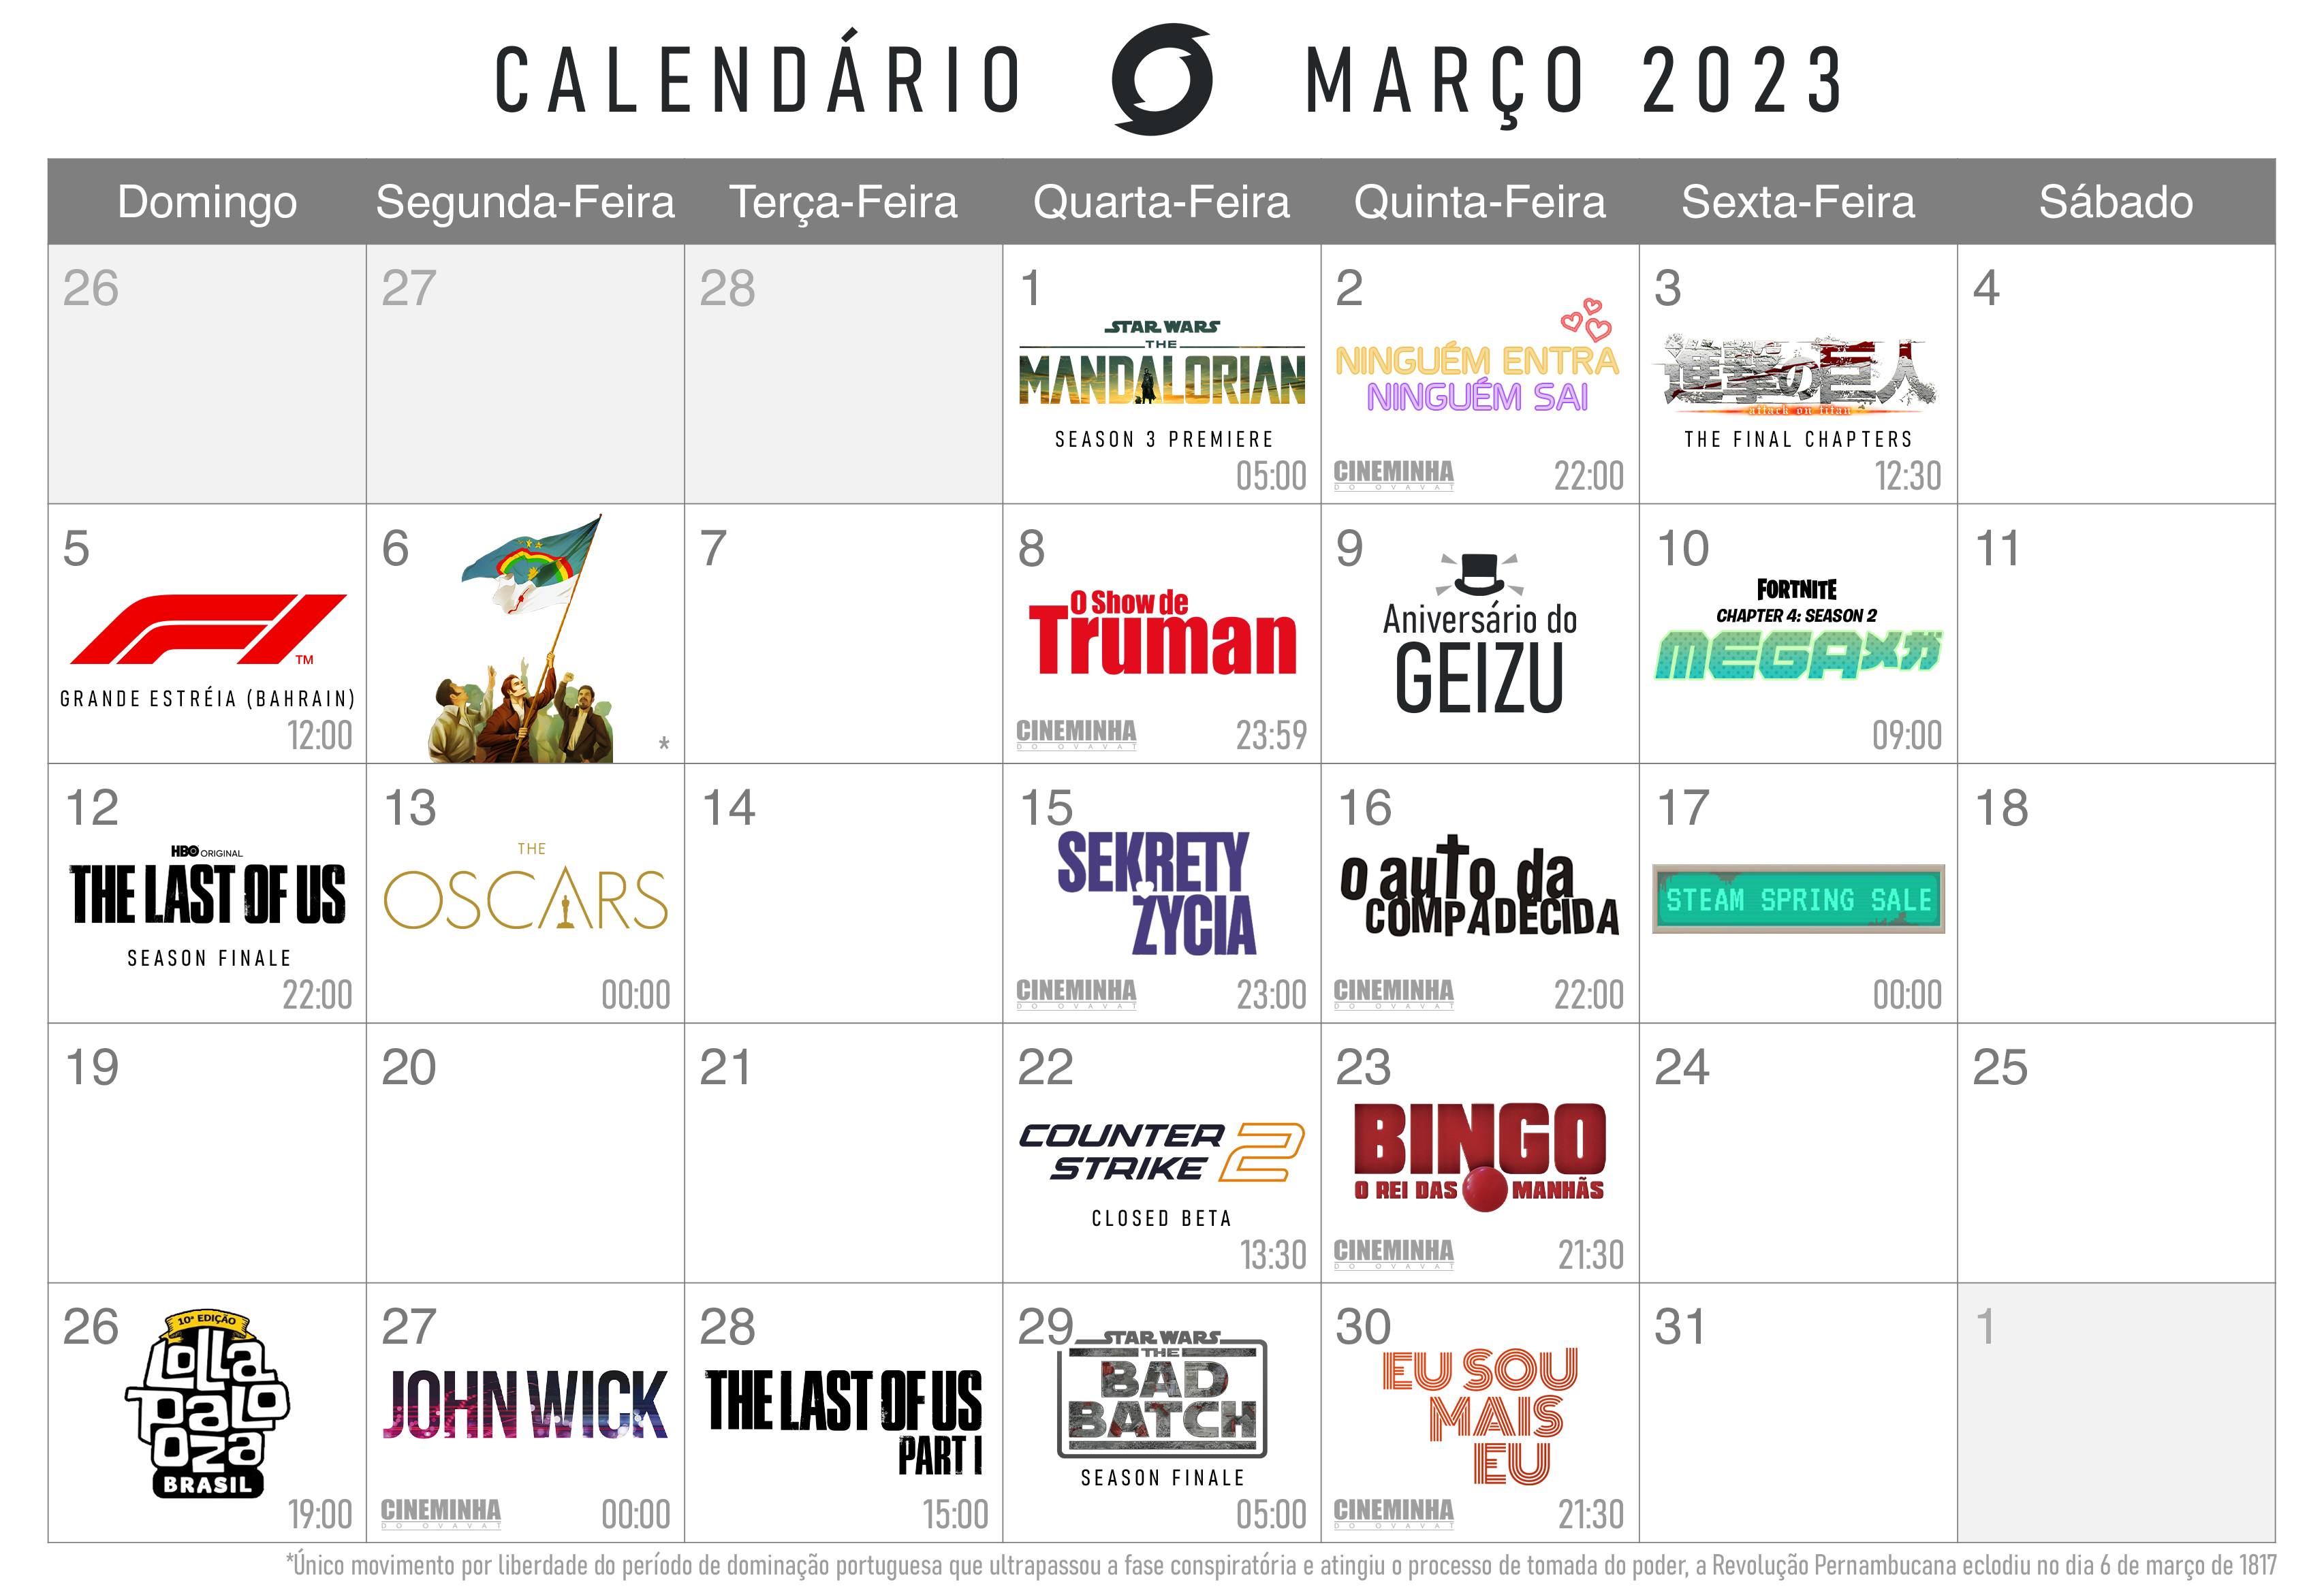 CALENDÁRIO MARÇO 2023
Domingo Segunda-Feira Terça-Feira Quarta-Feira Quinta-Feira Sexta-Feira Sábado
26
27
28
1
STAR WARS
THE
MANDALORIAN
SEASON 3 PREMIERE
05:00
2
NINGUÉM ENTRA
NINGUÉM SAI
CINEMINHA
DO OVAVAT
22:00
3
進撃の巨人
attack on titan
THE FINAL CHAPTERS
12:30
4
5
F1
TM
GRANDE ESTRÉIA (BAHRAIN)
12:00
6
*
7
8
O Show de
Truman
CINEMINHA
DO OVAVAT
23:59
9
Aniversário do
GEIZU
10
FORTNITE
CHAPTER 4: SEASON 2
MEGAメガ
09:00
11
12
HBO ORIGINAL
THE LAST OF US
SEASON FINALE
22:00
13
THE
OSCARS
00:00
14
15
SEKRETY
ŻYCIA
CINEMINHA
DO OVAVAT
23:00
16
o auto da
COMPADECIDA
CINEMINHA
DO OVAVAT
22:00
17
STEAM SPRING SALE
00:00
18
19
20
21
22
COUNTER
STRIKE 2
CLOSED BETA
13:30
23
BINGO
O REI DAS MANHÃS
CINEMINHA
DO OVAVAT
21:30
24
25
26
10ª EDIÇÃO
Lolla
PaLo
oza
BRASIL
19:00
27
JOHN WICK
CINEMINHA
DO OVAVAT
00:00
28
THE LAST OF US
PART I
15:00
29
STAR WARS
THE
BAD
BATCH
SEASON FINALE
05:00
30
EU SOU
MAIS
EU
CINEMINHA
DO OVAVAT
21:30
31
1
*Único movimento por liberdade do período de dominação portuguesa que ultrapassou a fase conspiratória e atingiu o processo de tomada do poder, a Revolução Pernambucana eclodiu no dia 6 de março de 1817